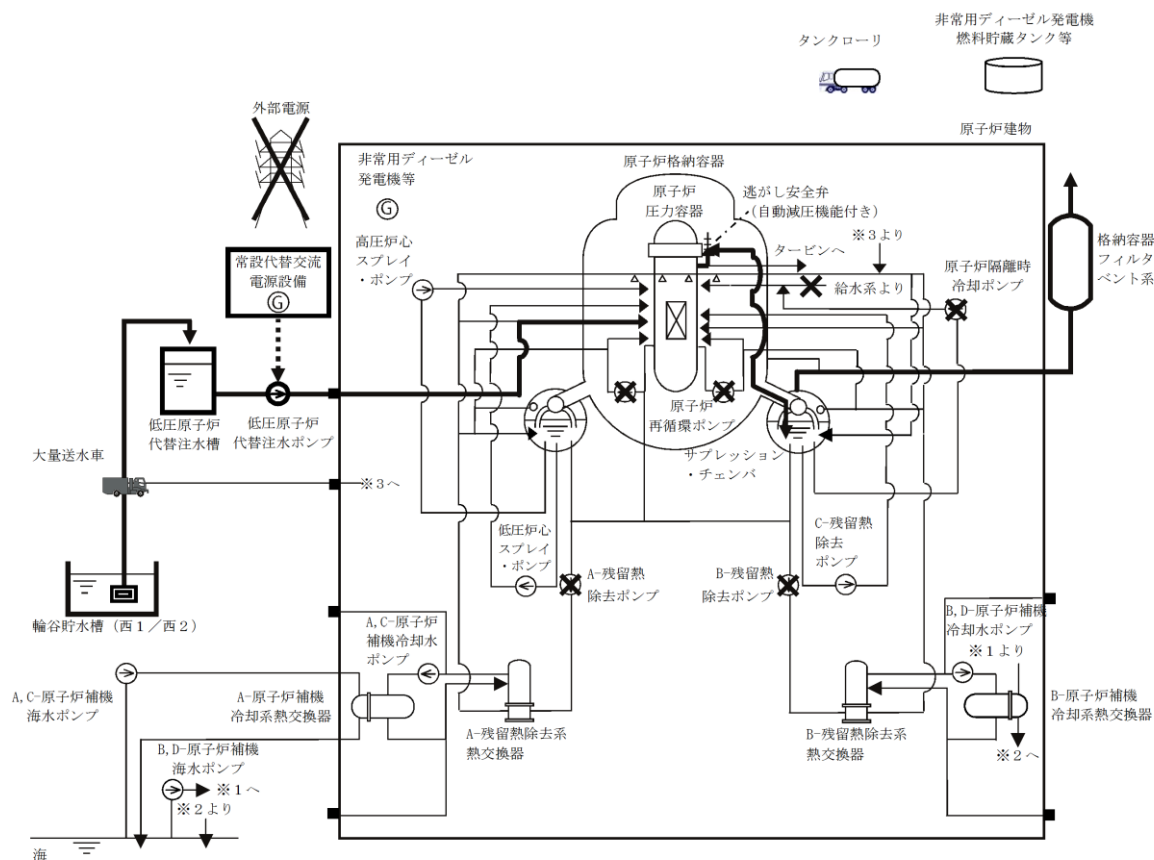 タンクローリ
非常用ディーゼル発電機
燃料貯蔵タンク等
外部電源
原子炉建物
非常用ディーゼル
発電機等
G
原子炉格納容器
原子炉
圧力容器
逃がし安全弁
（自動減圧機能付き）
高圧炉心
スプレイ
・ポンプ
タービンへ
※３より
給水系より
原子炉隔離時
冷却ポンプ
格納容器
フィルタ
ベント系
常設代替交流
電源設備
G
低圧原子炉
代替注水槽
低圧原子炉
代替注水ポンプ
原子炉
再循環ポンプ
サプレッション
・チェンバ
大量送水車
※３へ
低圧炉心
スプレイ
・ポンプ
C-残留熱
除去
ポンプ
A-残留熱
除去ポンプ
B-残留熱
除去ポンプ
輪谷貯水槽（西１／西２）
A,C-原子炉
補機冷却水
ポンプ
B,D-原子炉補機
冷却水ポンプ
※１より
A,C-原子炉補機
海水ポンプ
A-原子炉補機
冷却系熱交換器
B-原子炉補機
冷却系熱交換器
A-残留熱除去系
熱交換器
B-残留熱除去系
熱交換器
※２へ
B,D-原子炉補機
海水ポンプ
※１へ
※２より
海